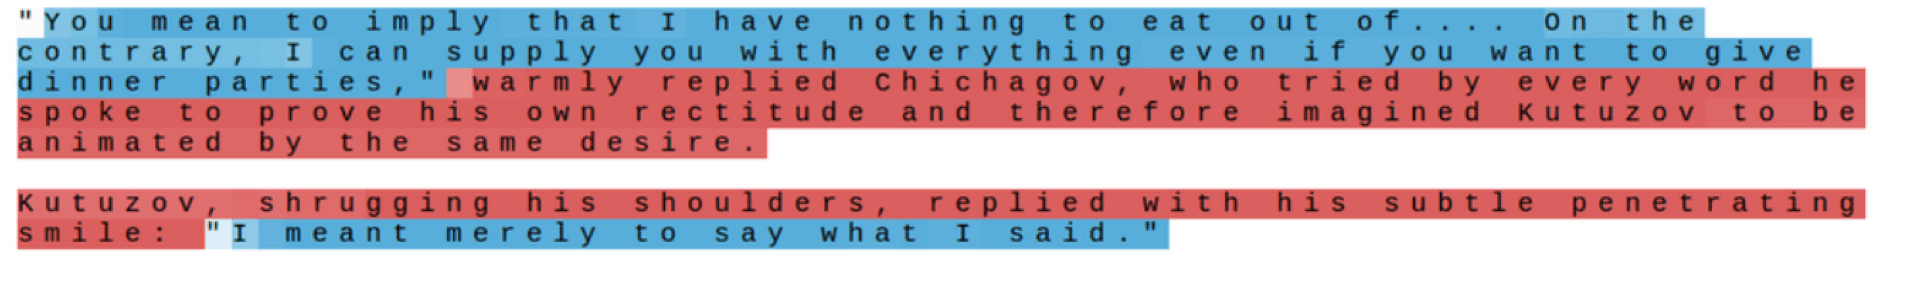 "You mean to imply that I have nothing to eat out of.... On the
contrary, I can supply you with everything even if you want to give
dinner parties," warmly replied Chichagov, who tried by every word he
spoke to prove his own rectitude and therefore imagined Kutuzov to be
animated by the same desire.
Kutuzov, shrugging his shoulders, replied with his subtle penetrating
smile: "I meant merely to say what I said."